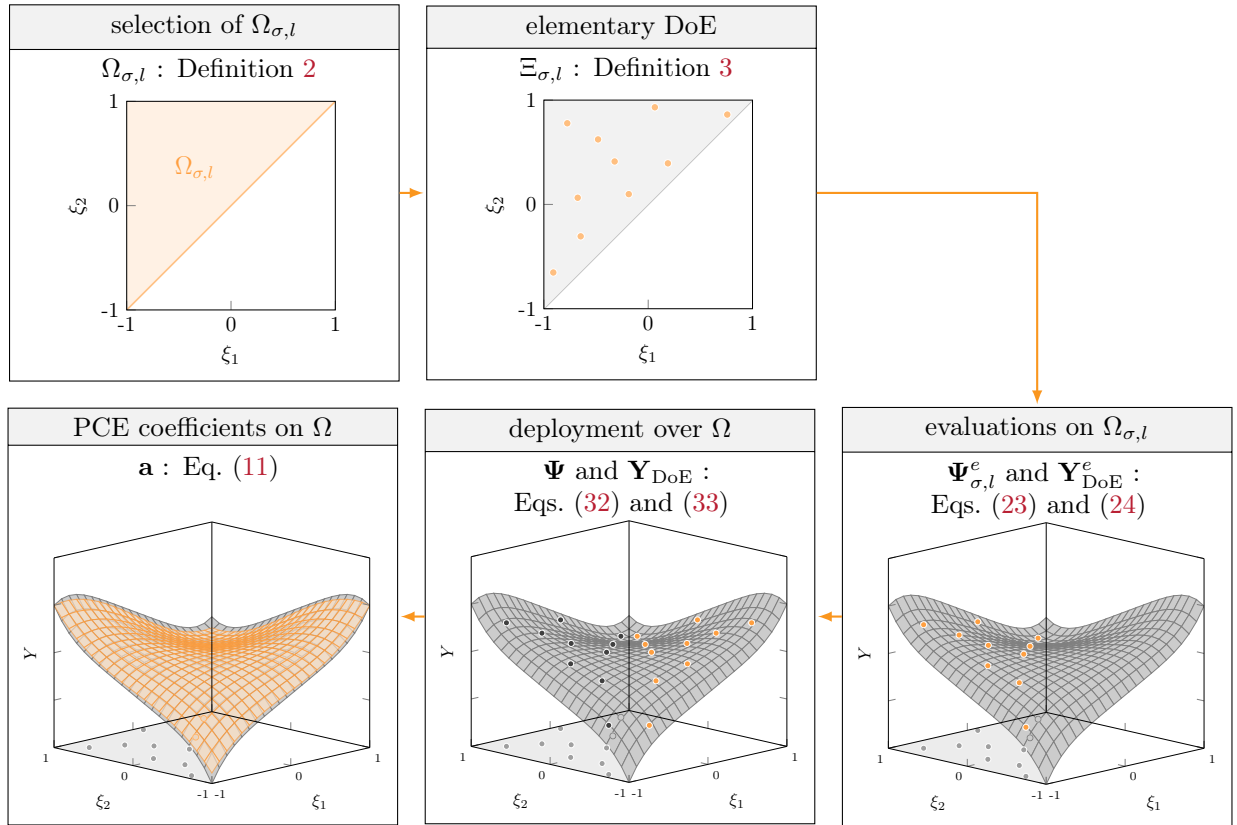 selection of Ωσ,l
Ωσ,l : Definition 2
1
Ωσ,l
ξ2
0
-1
-1
0
1
ξ1
elementary DoE
Ξσ,l : Definition 3
1
ξ2
0
-1
-1
0
1
ξ1
PCE coefficients on Ω
a : Eq. (11)
Y
1
0
-1
-1
0
1
ξ2
ξ1
deployment over Ω
Ψ and Y_DoE :
Eqs. (32) and (33)
Y
1
0
-1
-1
0
1
ξ2
ξ1
evaluations on Ωσ,l
Ψ^e_σ,l and Y^e_DoE :
Eqs. (23) and (24)
Y
1
0
-1
-1
0
1
ξ2
ξ1